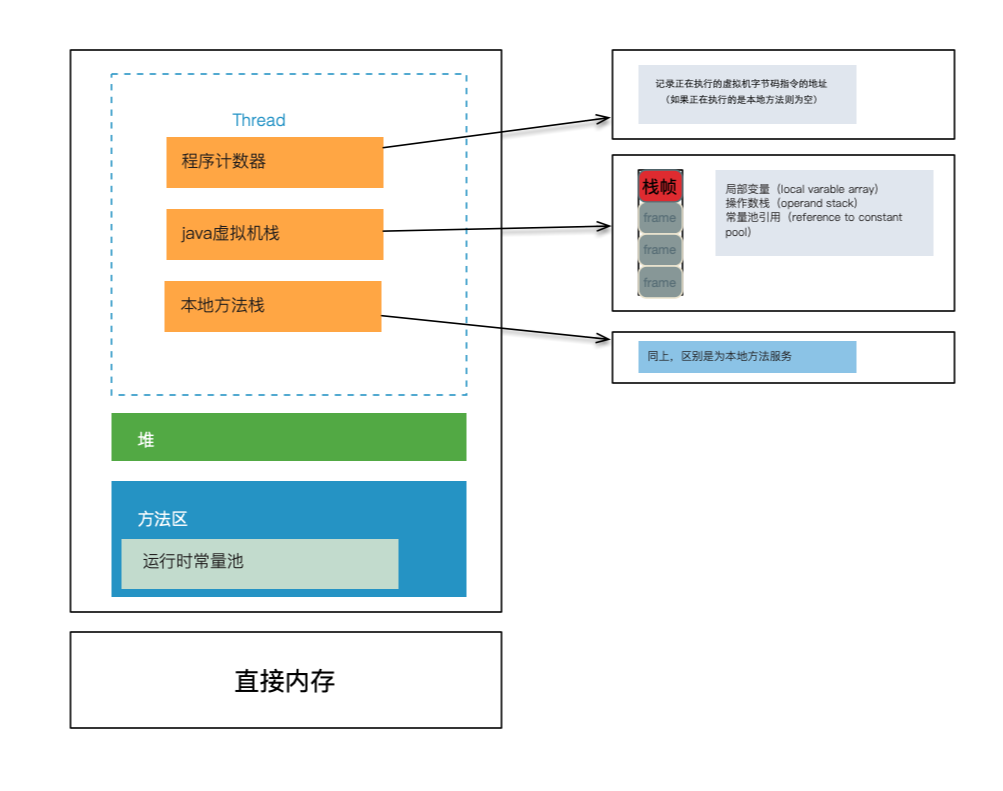 Thread
程序计数器
java虚拟机栈
本地方法栈
堆
方法区
运行时常量池
直接内存
记录正在执行的虚拟机字节码指令的地址
（如果正在执行的是本地方法则为空）
栈帧
frame
frame
frame
局部变量（local varable array）
操作数栈（operand stack）
常量池引用（reference to constant
pool）
同上，区别是为本地方法服务